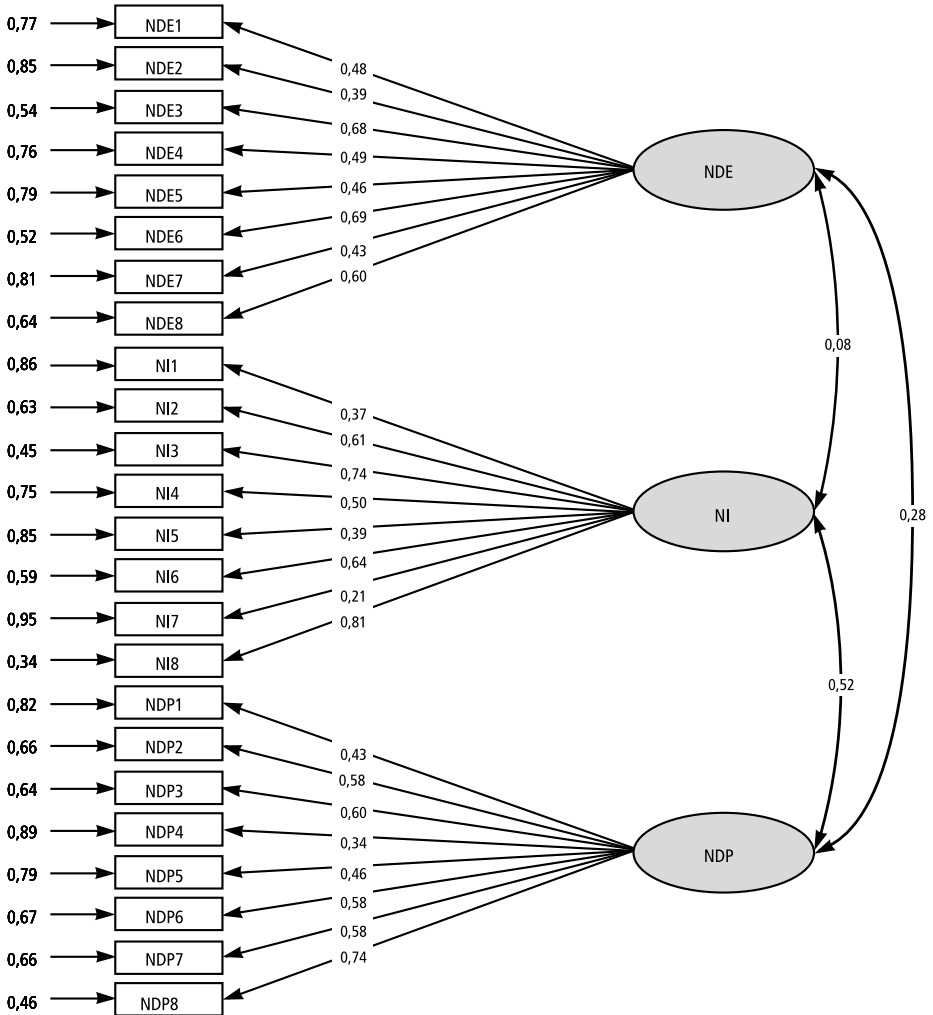 0,77 NDE1
0,48
0,85 NDE2
0,39
0,54 NDE3
0,68
0,76 NDE4
0,49
0,79 NDE5
0,46
0,52 NDE6
0,69
0,81 NDE7
0,43
0,64 NDE8
0,60
NDE
0,86 NI1
0,37
0,63 NI2
0,61
0,45 NI3
0,74
0,75 NI4
0,50
0,85 NI5
0,39
0,59 NI6
0,64
0,95 NI7
0,21
0,34 NI8
0,81
NI
0,82 NDP1
0,43
0,66 NDP2
0,58
0,64 NDP3
0,60
0,89 NDP4
0,34
0,79 NDP5
0,46
0,67 NDP6
0,58
0,66 NDP7
0,58
0,46 NDP8
0,74
NDP
0,08
0,28
0,52